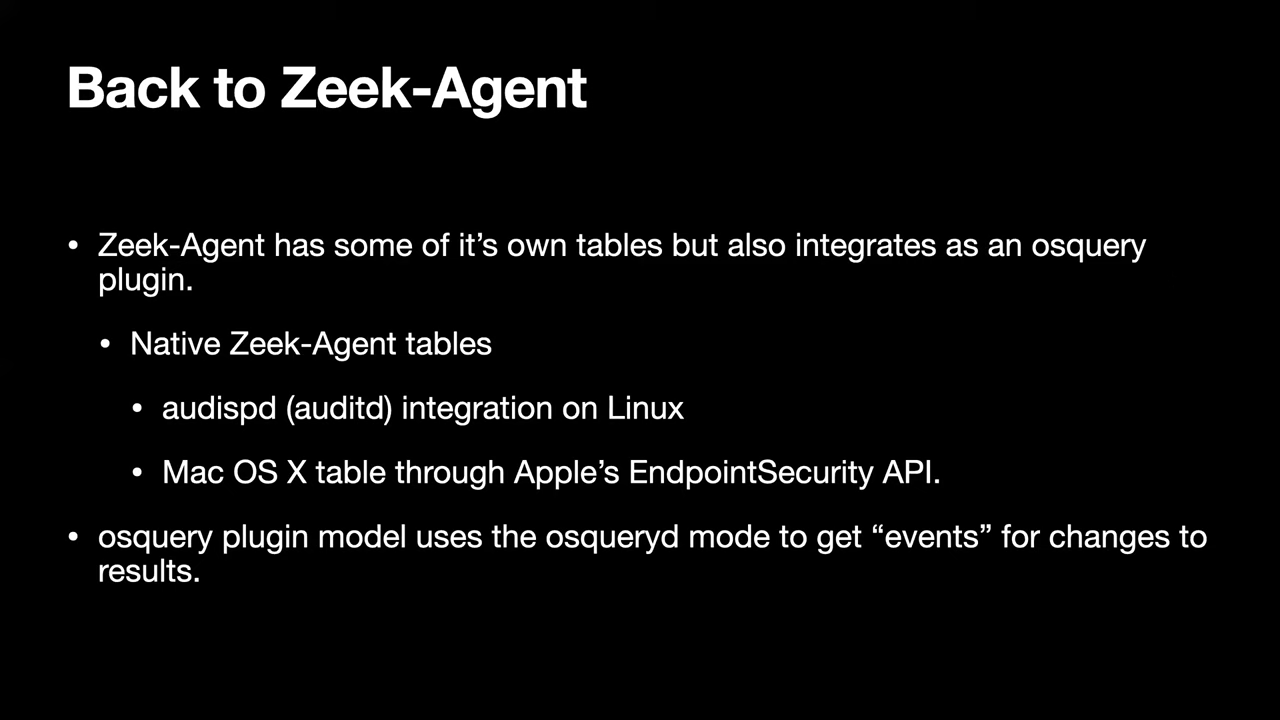 Back to Zeek-Agent
• Zeek-Agent has some of it’s own tables but also integrates as an osquery
plugin.
• Native Zeek-Agent tables
• audispd (auditd) integration on Linux
• Mac OS X table through Apple’s EndpointSecurity API.
• osquery plugin model uses the osqueryd mode to get “events” for changes to
results.